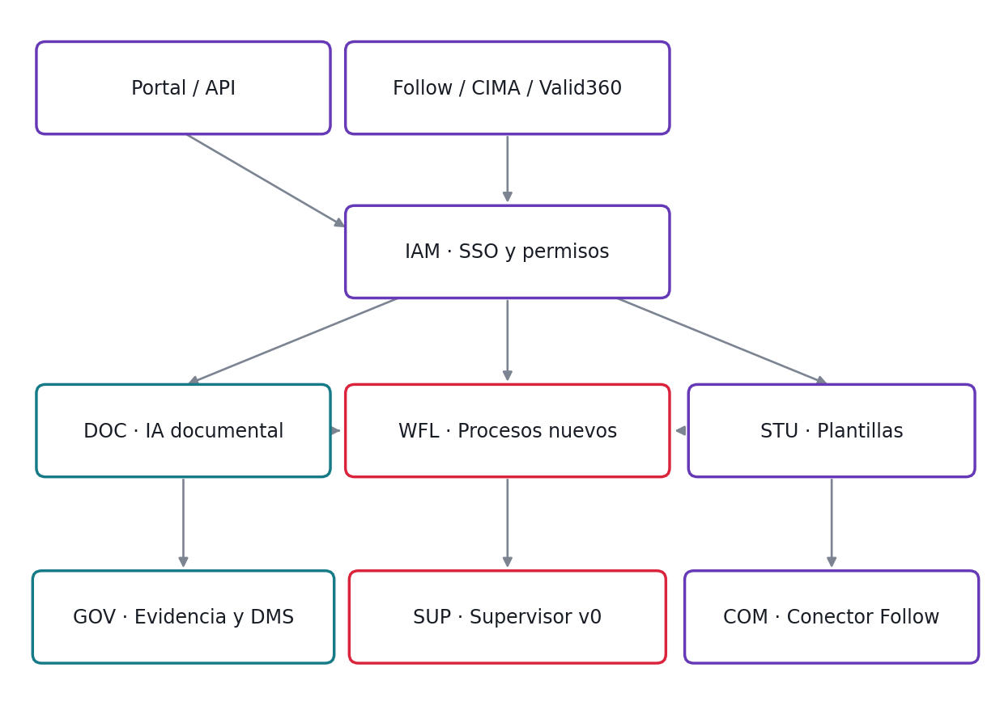 Portal / API
Follow / CIMA / Valid360
IAM · SSO y permisos
DOC · IA documental
WFL · Procesos nuevos
STU · Plantillas
GOV · Evidencia y DMS
SUP · Supervisor v0
COM · Conector Follow